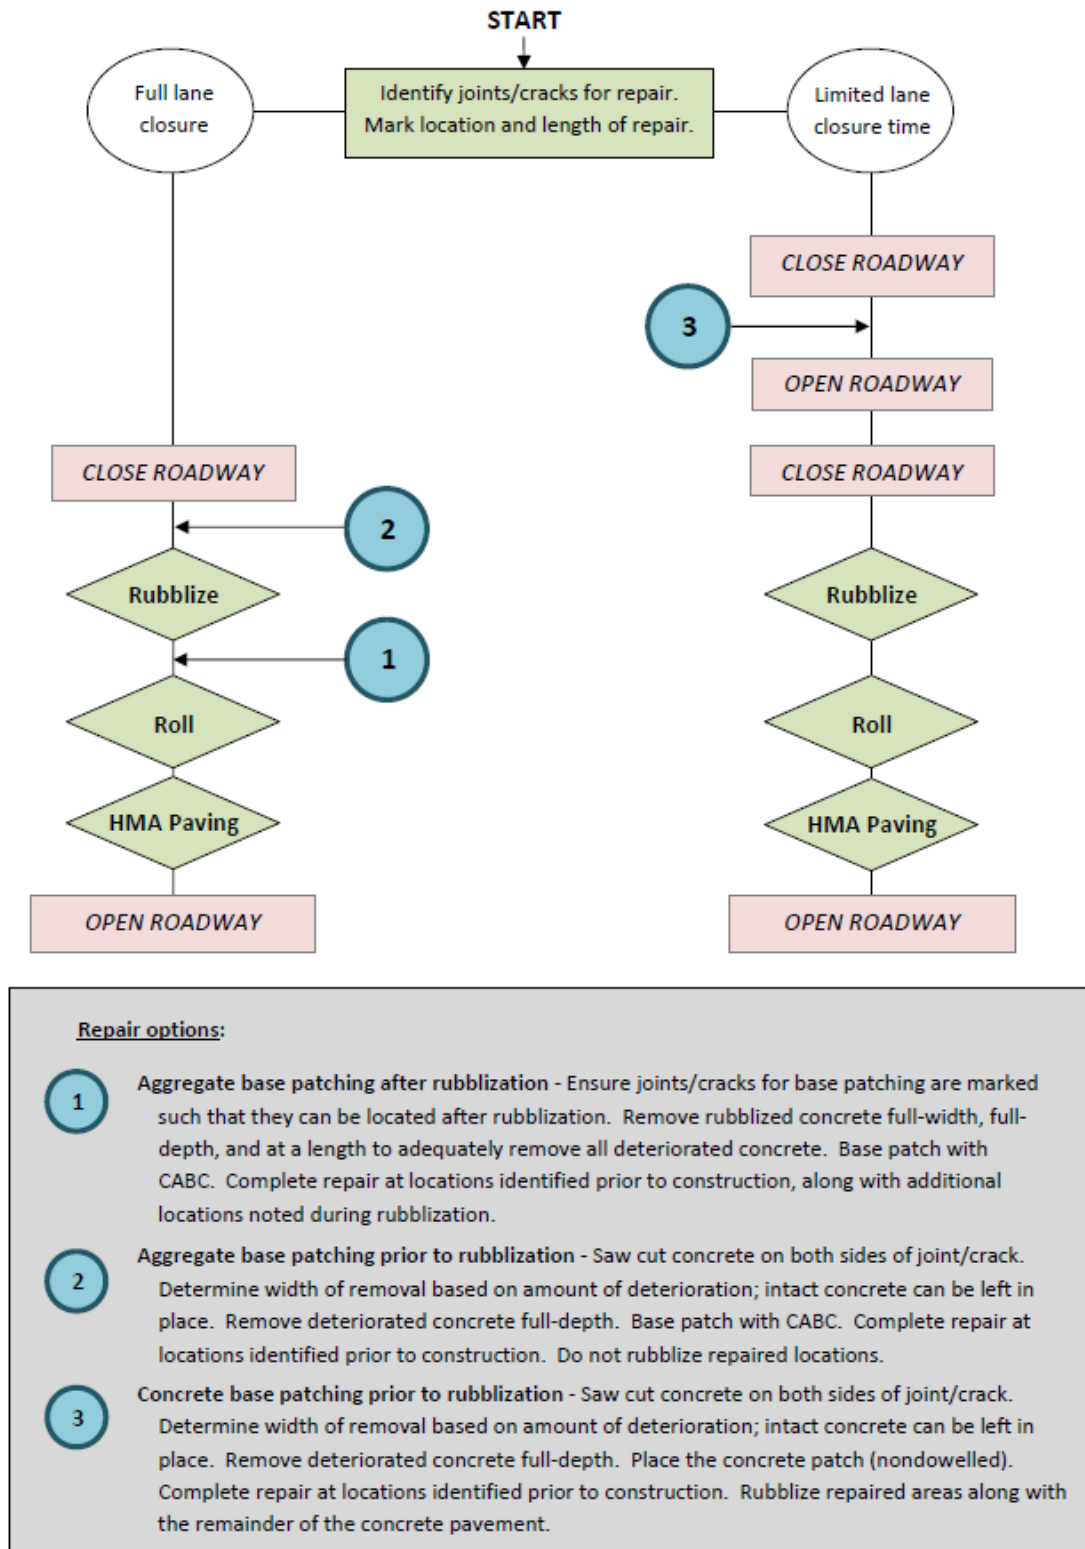 START
Full lane
closure
Identify joints/cracks for repair.
Mark location and length of repair.
Limited lane
closure time
CLOSE ROADWAY
3
OPEN ROADWAY
CLOSE ROADWAY
CLOSE ROADWAY
2
Rubblize
Rubblize
1
Roll
Roll
HMA Paving
HMA Paving
OPEN ROADWAY
OPEN ROADWAY
Repair options:
1
Aggregate base patching after rubblization - Ensure joints/cracks for base patching are marked
such that they can be located after rubblization. Remove rubblized concrete full-width, full-
depth, and at a length to adequately remove all deteriorated concrete. Base patch with
CABC. Complete repair at locations identified prior to construction, along with additional
locations noted during rubblization.
2
Aggregate base patching prior to rubblization - Saw cut concrete on both sides of joint/crack.
Determine width of removal based on amount of deterioration; intact concrete can be left in
place. Remove deteriorated concrete full-depth. Base patch with CABC. Complete repair at
locations identified prior to construction. Do not rubblize repaired locations.
3
Concrete base patching prior to rubblization - Saw cut concrete on both sides of joint/crack.
Determine width of removal based on amount of deterioration; intact concrete can be left in
place. Remove deteriorated concrete full-depth. Place the concrete patch (nondowelled).
Complete repair at locations identified prior to construction. Rubblize repaired areas along with
the remainder of the concrete pavement.